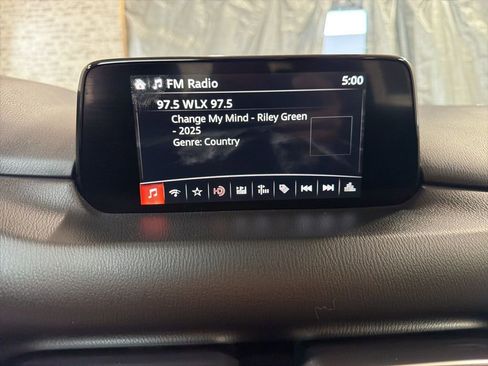 FM Radio 5:00
97.5 WLX 97.5
Change My Mind - Riley Green
- 2025
Genre: Country